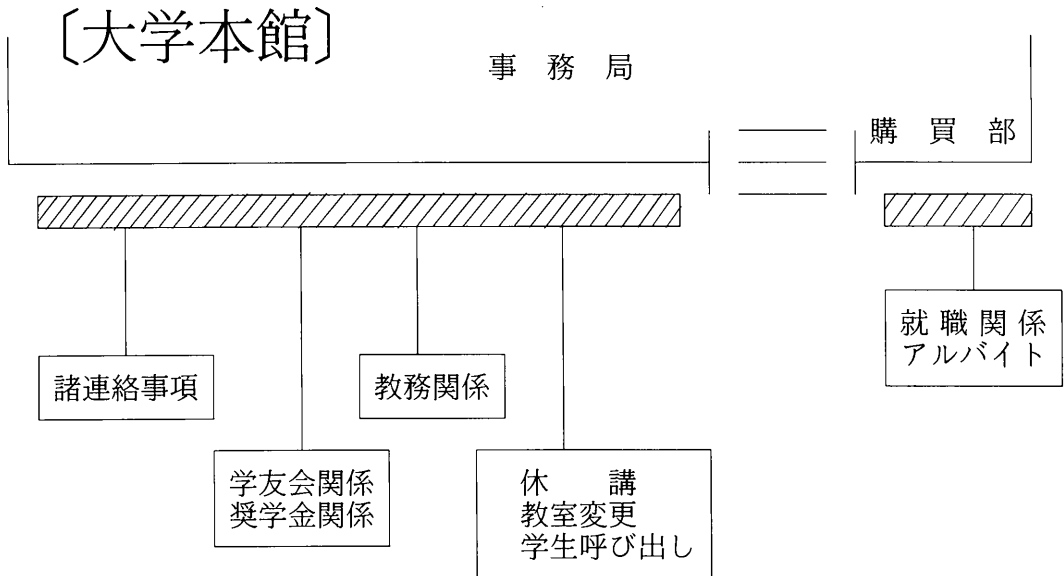 〔大学本館〕
事務局
購買部
就職関係
アルバイト
諸連絡事項
教務関係
学友会関係
奨学金関係
休講
教室変更
学生呼び出し